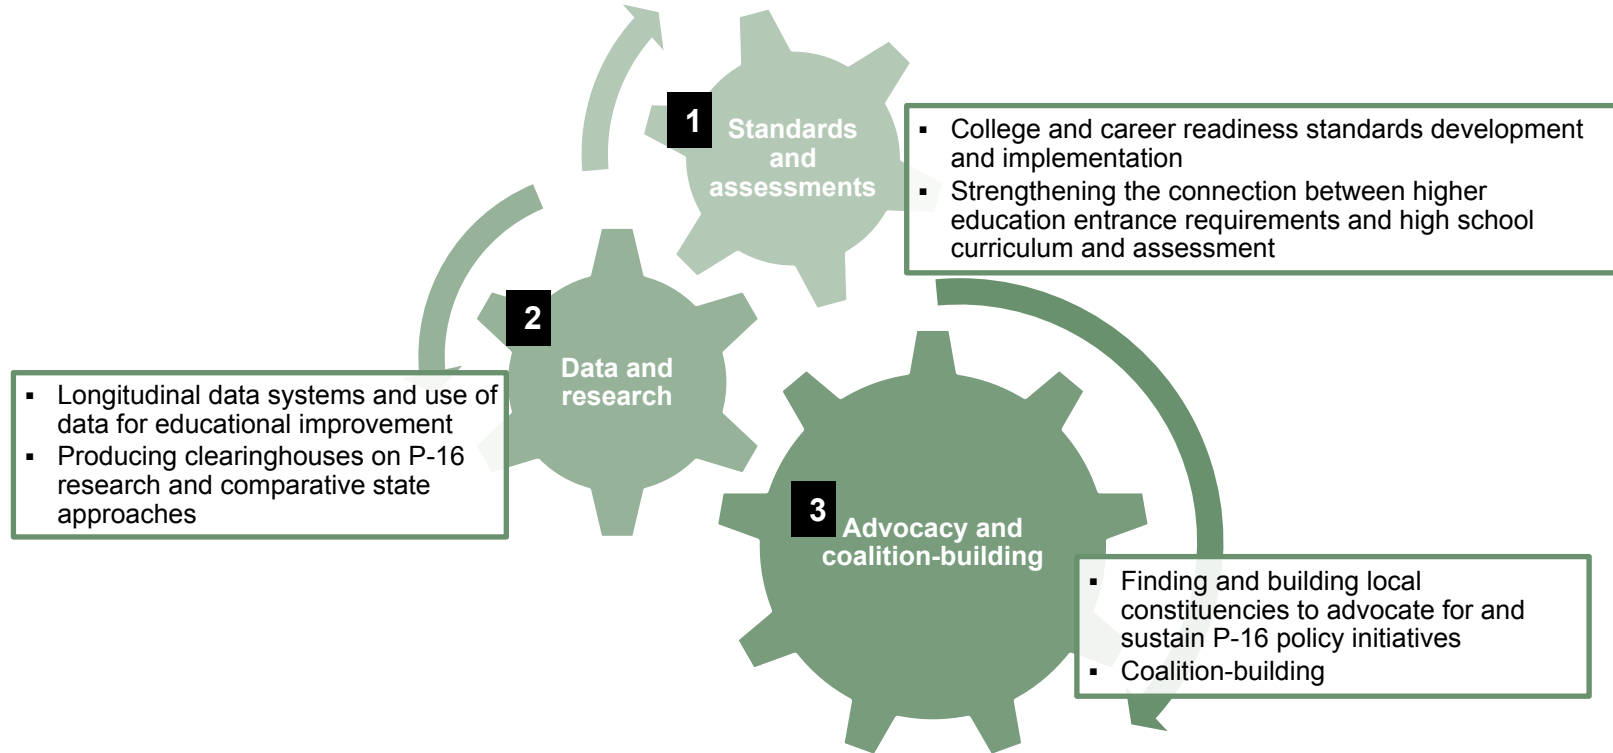 1
Standards
and
assessments
▪ College and career readiness standards development
and implementation
▪ Strengthening the connection between higher
education entrance requirements and high school
curriculum and assessment
2
Data and
research
▪ Longitudinal data systems and use of
data for educational improvement
▪ Producing clearinghouses on P-16
research and comparative state
approaches
3
Advocacy and
coalition-building
▪ Finding and building local
constituencies to advocate for and
sustain P-16 policy initiatives
▪ Coalition-building